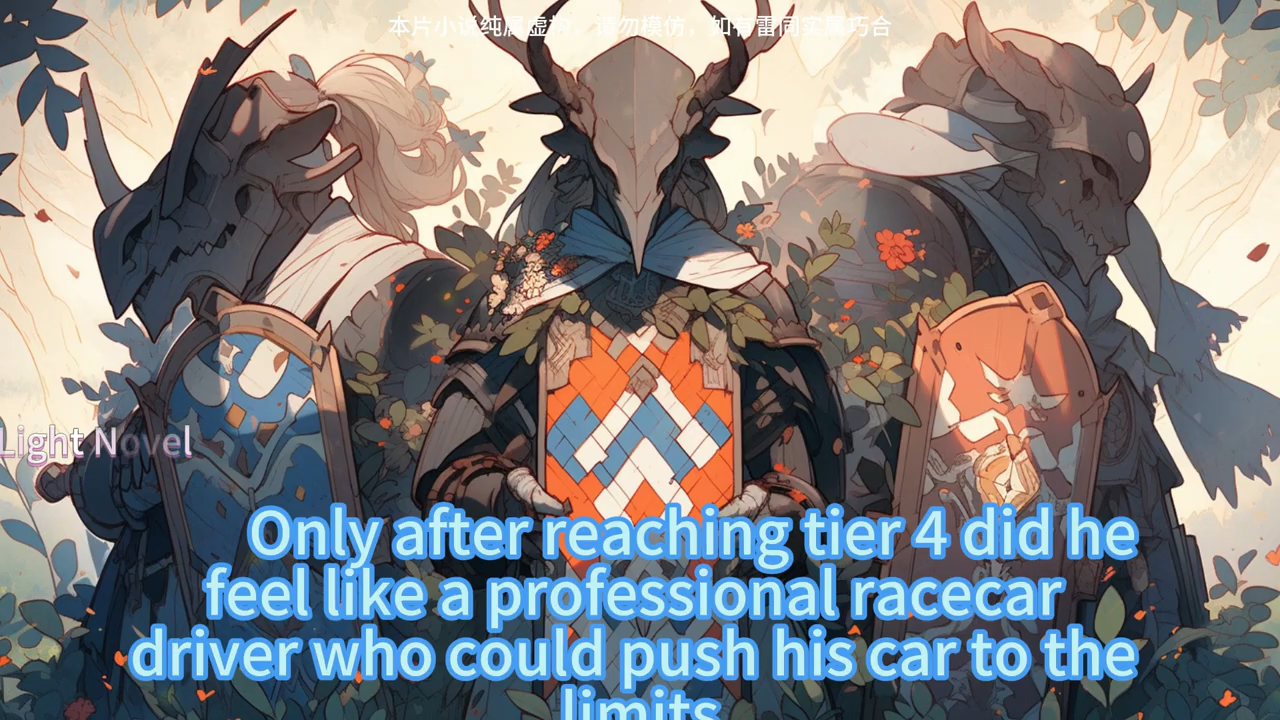 本片小说纯属虚构，请勿模仿，如有雷同实属巧合
Light Novel
Only after reaching tier 4 did he
feel like a professional racecar
driver who could push his car to the
limits